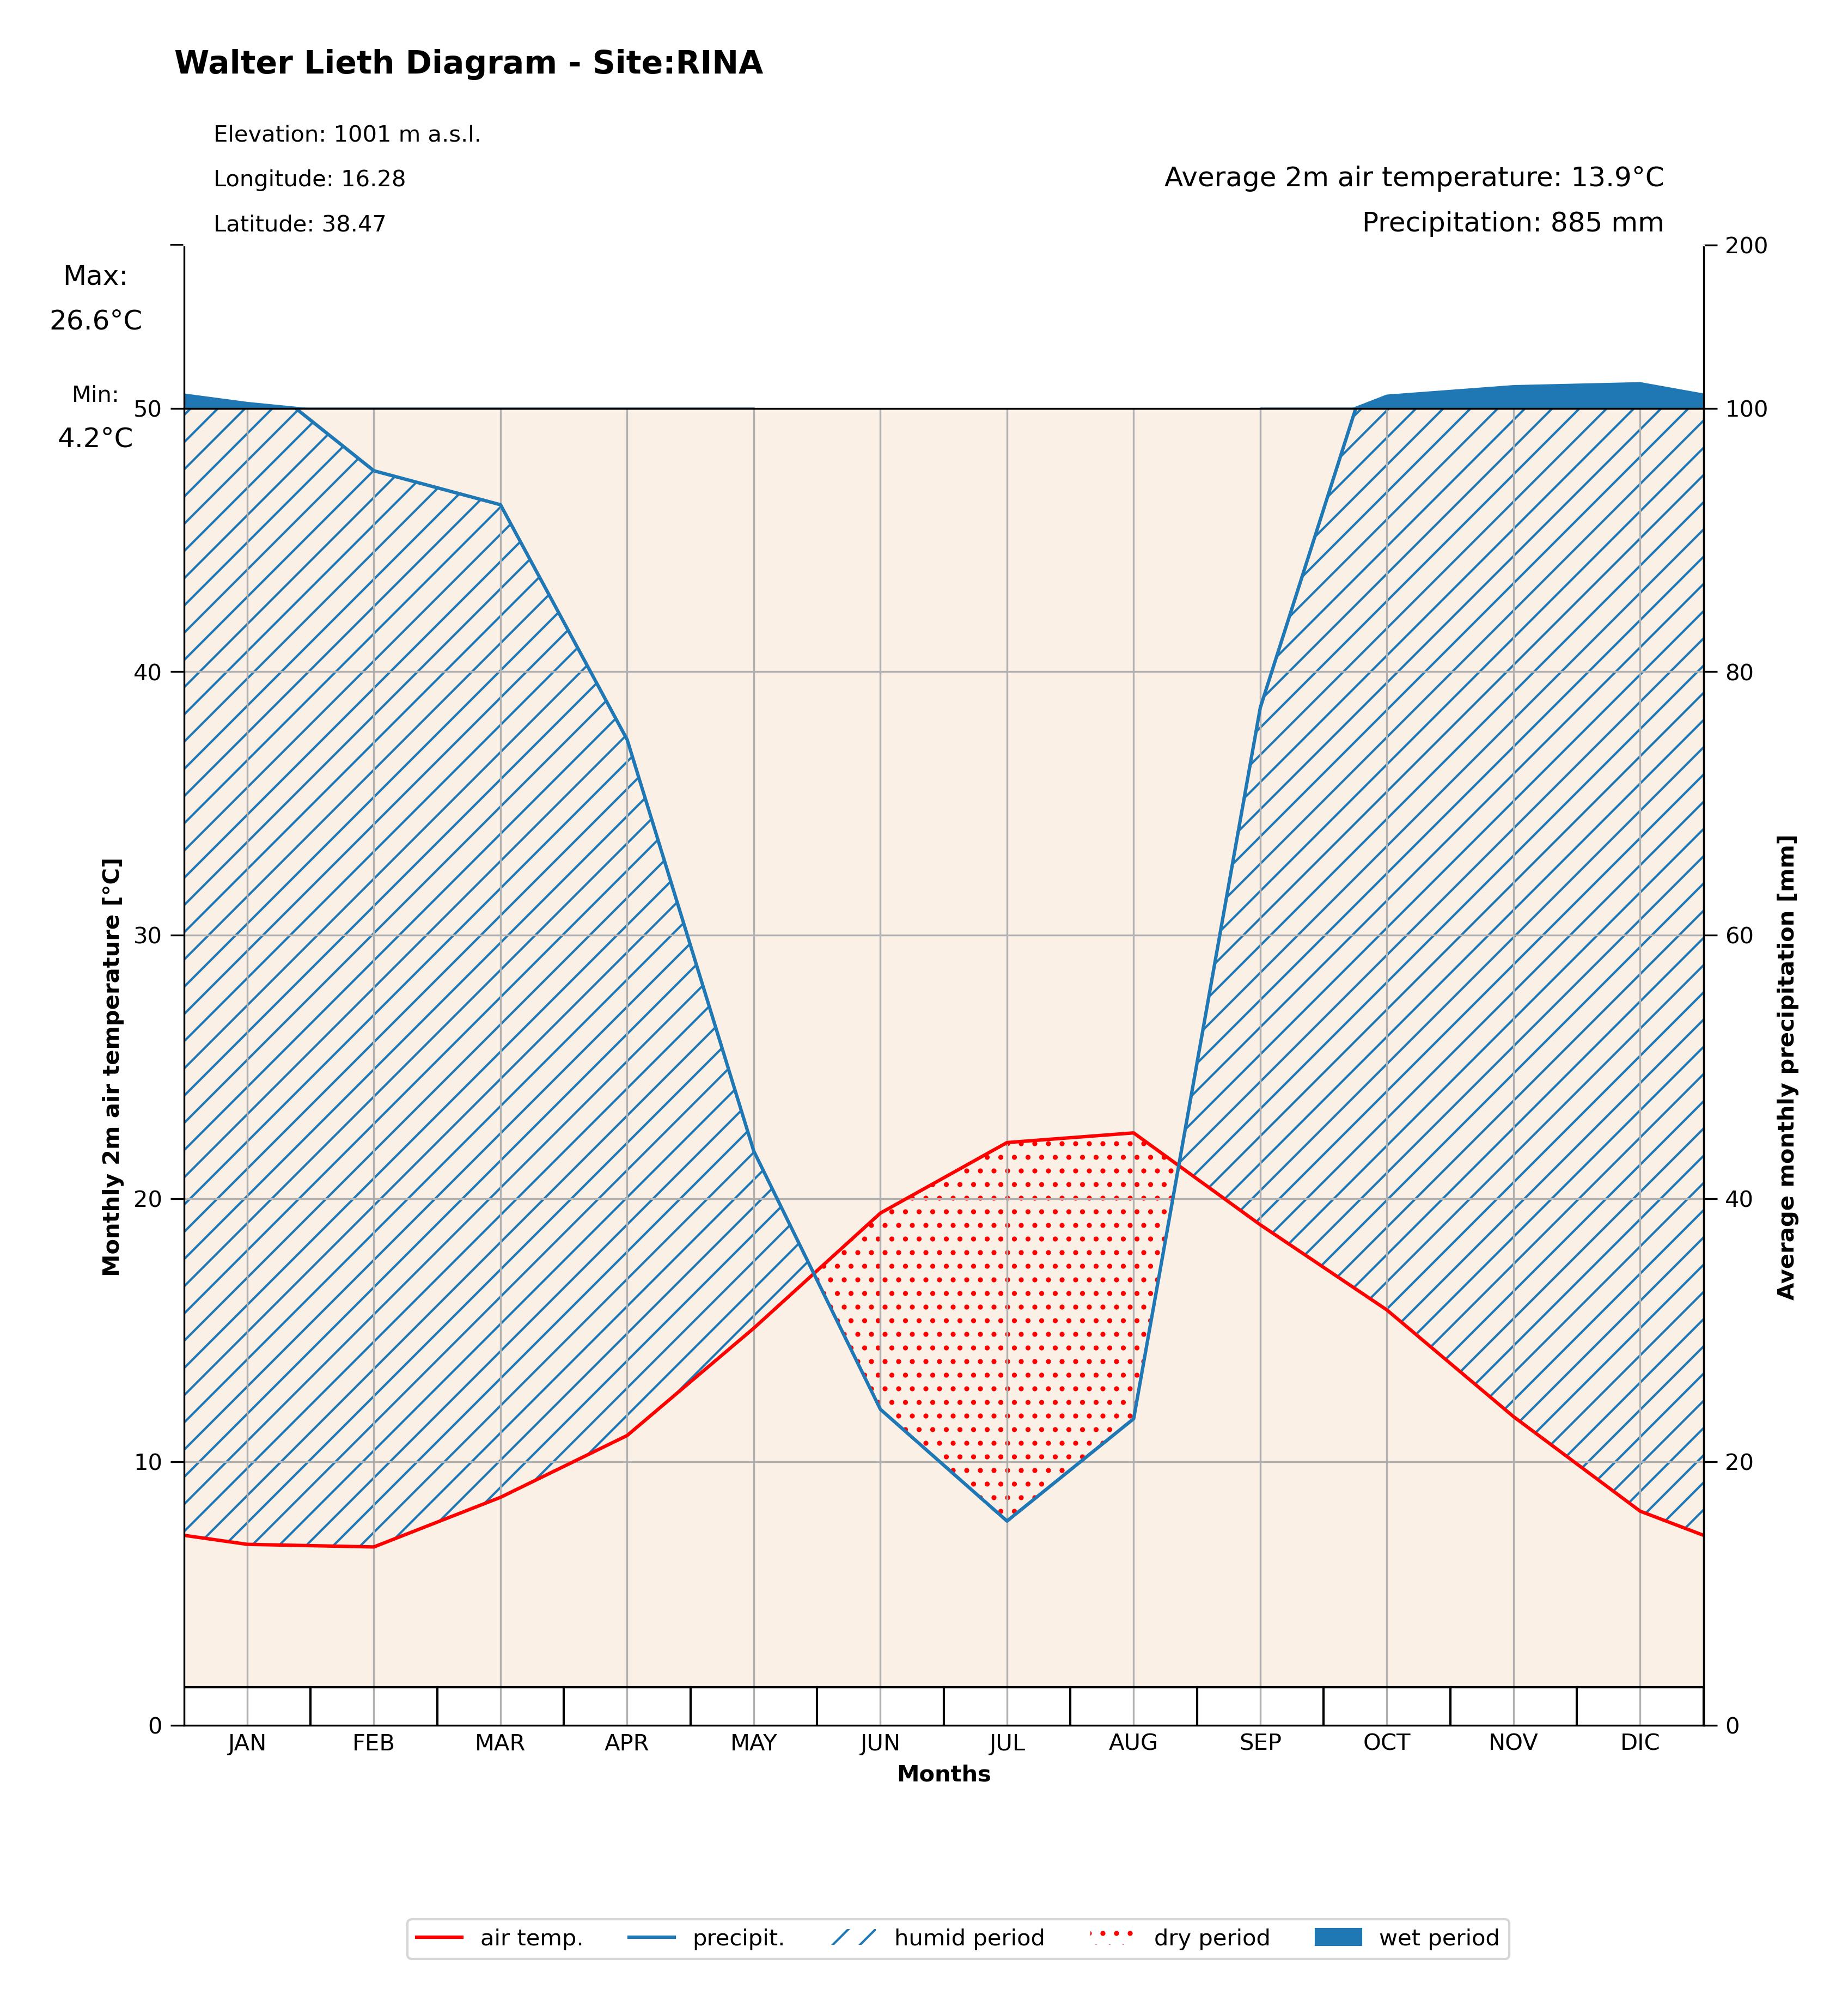 Walter Lieth Diagram - Site:RINA
Elevation: 1001 m a.s.l.
Longitude: 16.28
Latitude: 38.47
Average 2m air temperature: 13.9°C
Precipitation: 885 mm
Max:
26.6°C
Min:
4.2°C
50
40
30
20
10
0
Monthly 2m air temperature [°C]
200
100
80
60
40
20
0
Average monthly precipitation [mm]
JAN FEB MAR APR MAY JUN JUL AUG SEP OCT NOV DIC
Months
air temp. precipit. humid period dry period wet period